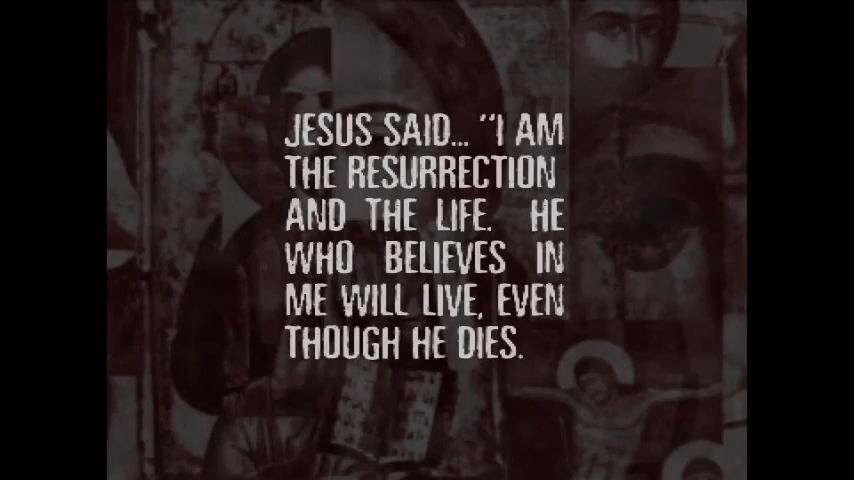 JESUS SAID... "I AM
THE RESURRECTION
AND THE LIFE. HE
WHO BELIEVES IN
ME WILL LIVE, EVEN
THOUGH HE DIES.